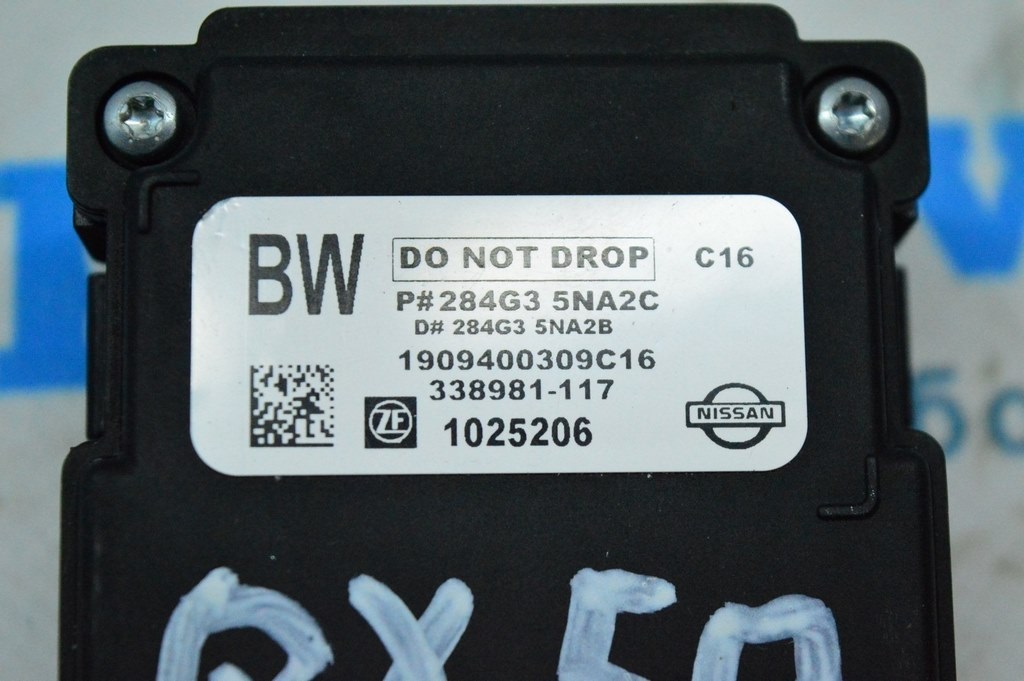 BW
DO NOT DROP
C16
P#284G3 5NA2C
D# 284G3 5NA2B
1909400309C16
338981-117
ZF
1025206
NISSAN